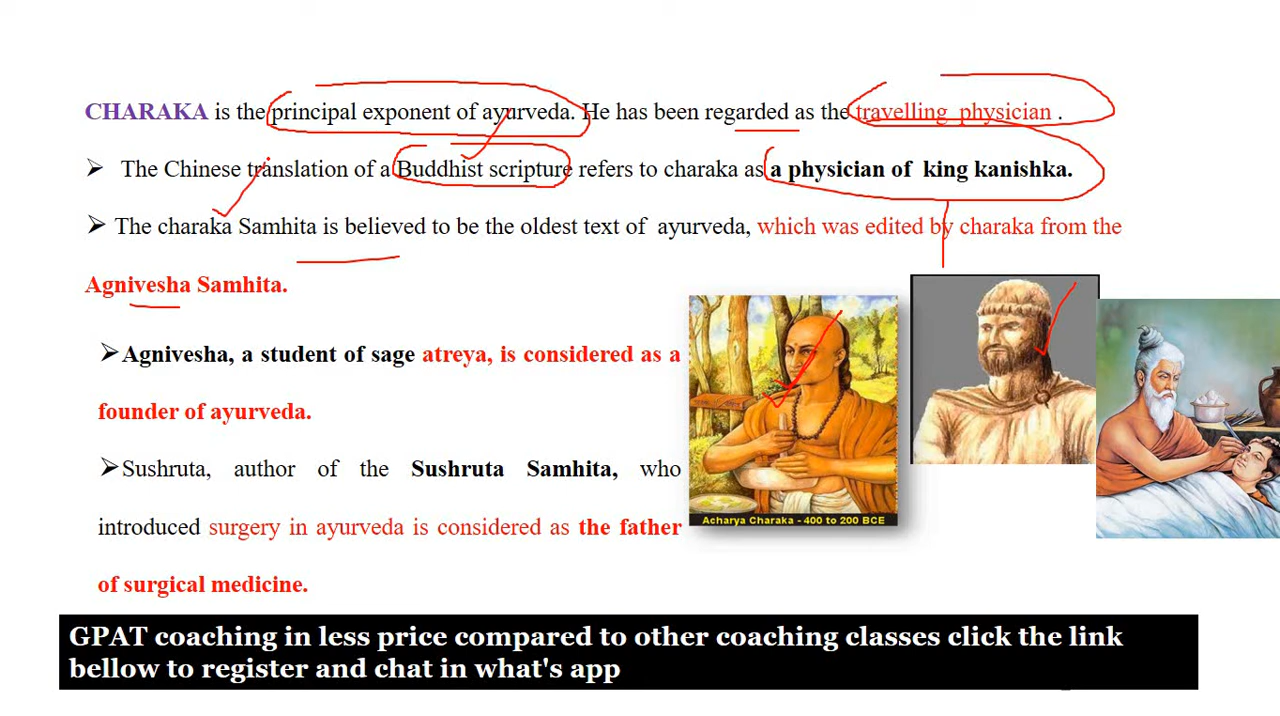 CHARAKA is the principal exponent of ayurveda. He has been regarded as the travelling physician .
➢ The Chinese translation of a Buddhist scripture refers to charaka as a physician of king kanishka.
➢ The charaka Samhita is believed to be the oldest text of ayurveda, which was edited by charaka from the
Agnivesha Samhita.
➢Agnivesha, a student of sage atreya, is considered as a
founder of ayurveda.
➢Sushruta, author of the Sushruta Samhita, who
introduced surgery in ayurveda is considered as the father
of surgical medicine.
Acharya Charaka - 400 to 200 BCE
GPAT coaching in less price compared to other coaching classes click the link
bellow to register and chat in what's app